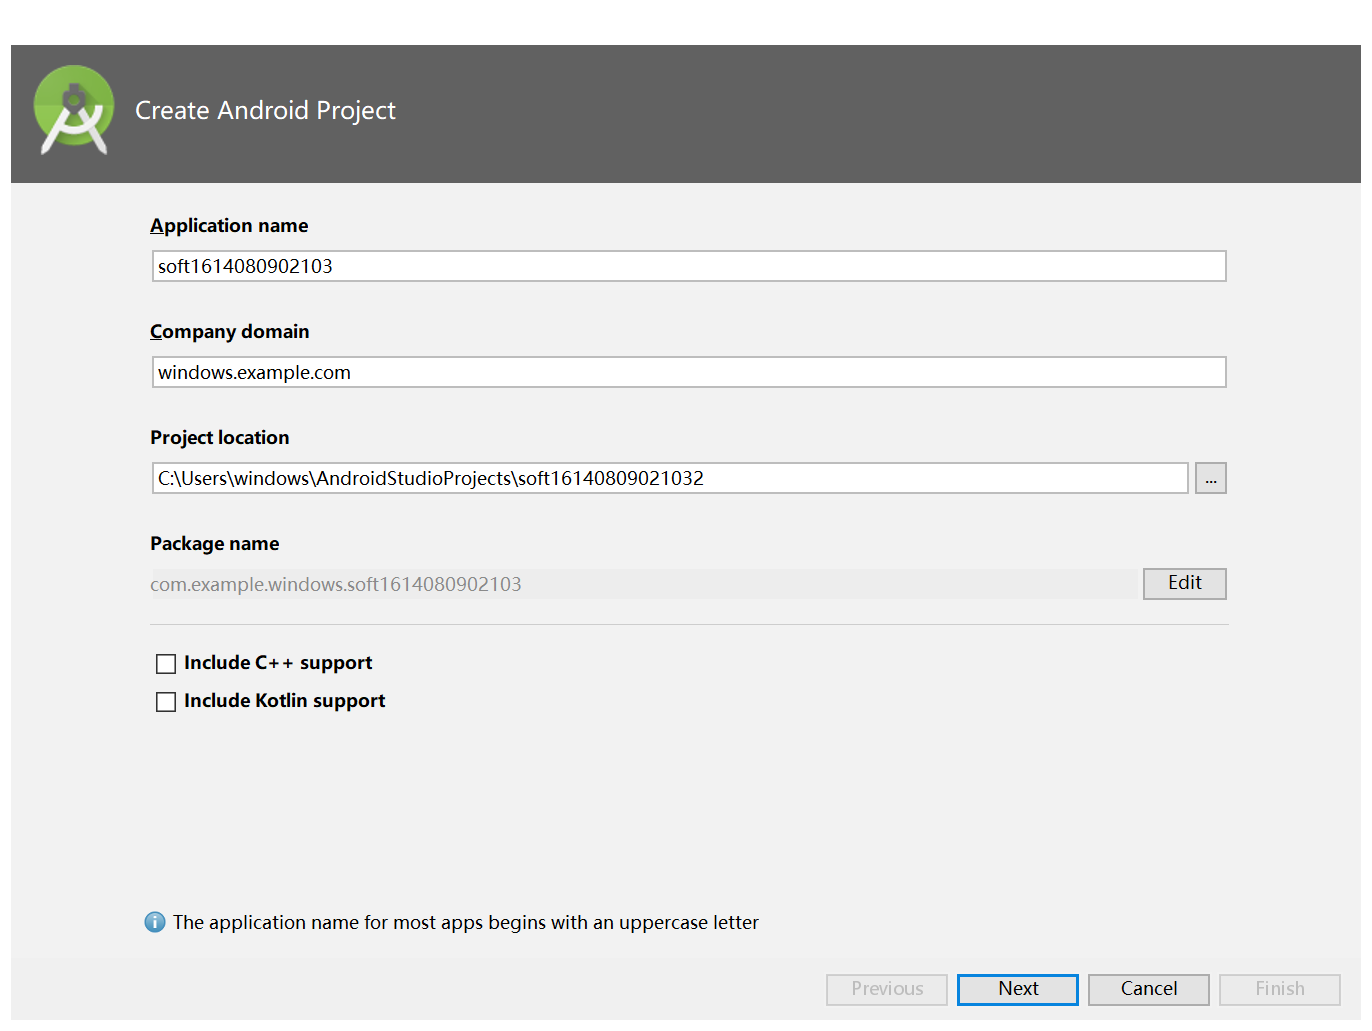 Create Android Project
Application name
soft1614080902103
Company domain
windows.example.com
Project location
C:\Users\windows\AndroidStudioProjects\soft16140809021032
...
Package name
com.example.windows.soft1614080902103
Edit
Include C++ support
Include Kotlin support
The application name for most apps begins with an uppercase letter
Previous Next Cancel Finish